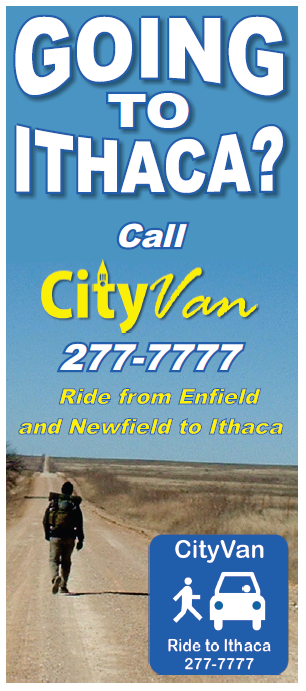 GOING
TO
ITHACA?
Call
CityVan
277-7777
Ride from Enfield
and Newfield to Ithaca
CityVan
Ride to Ithaca
277-7777